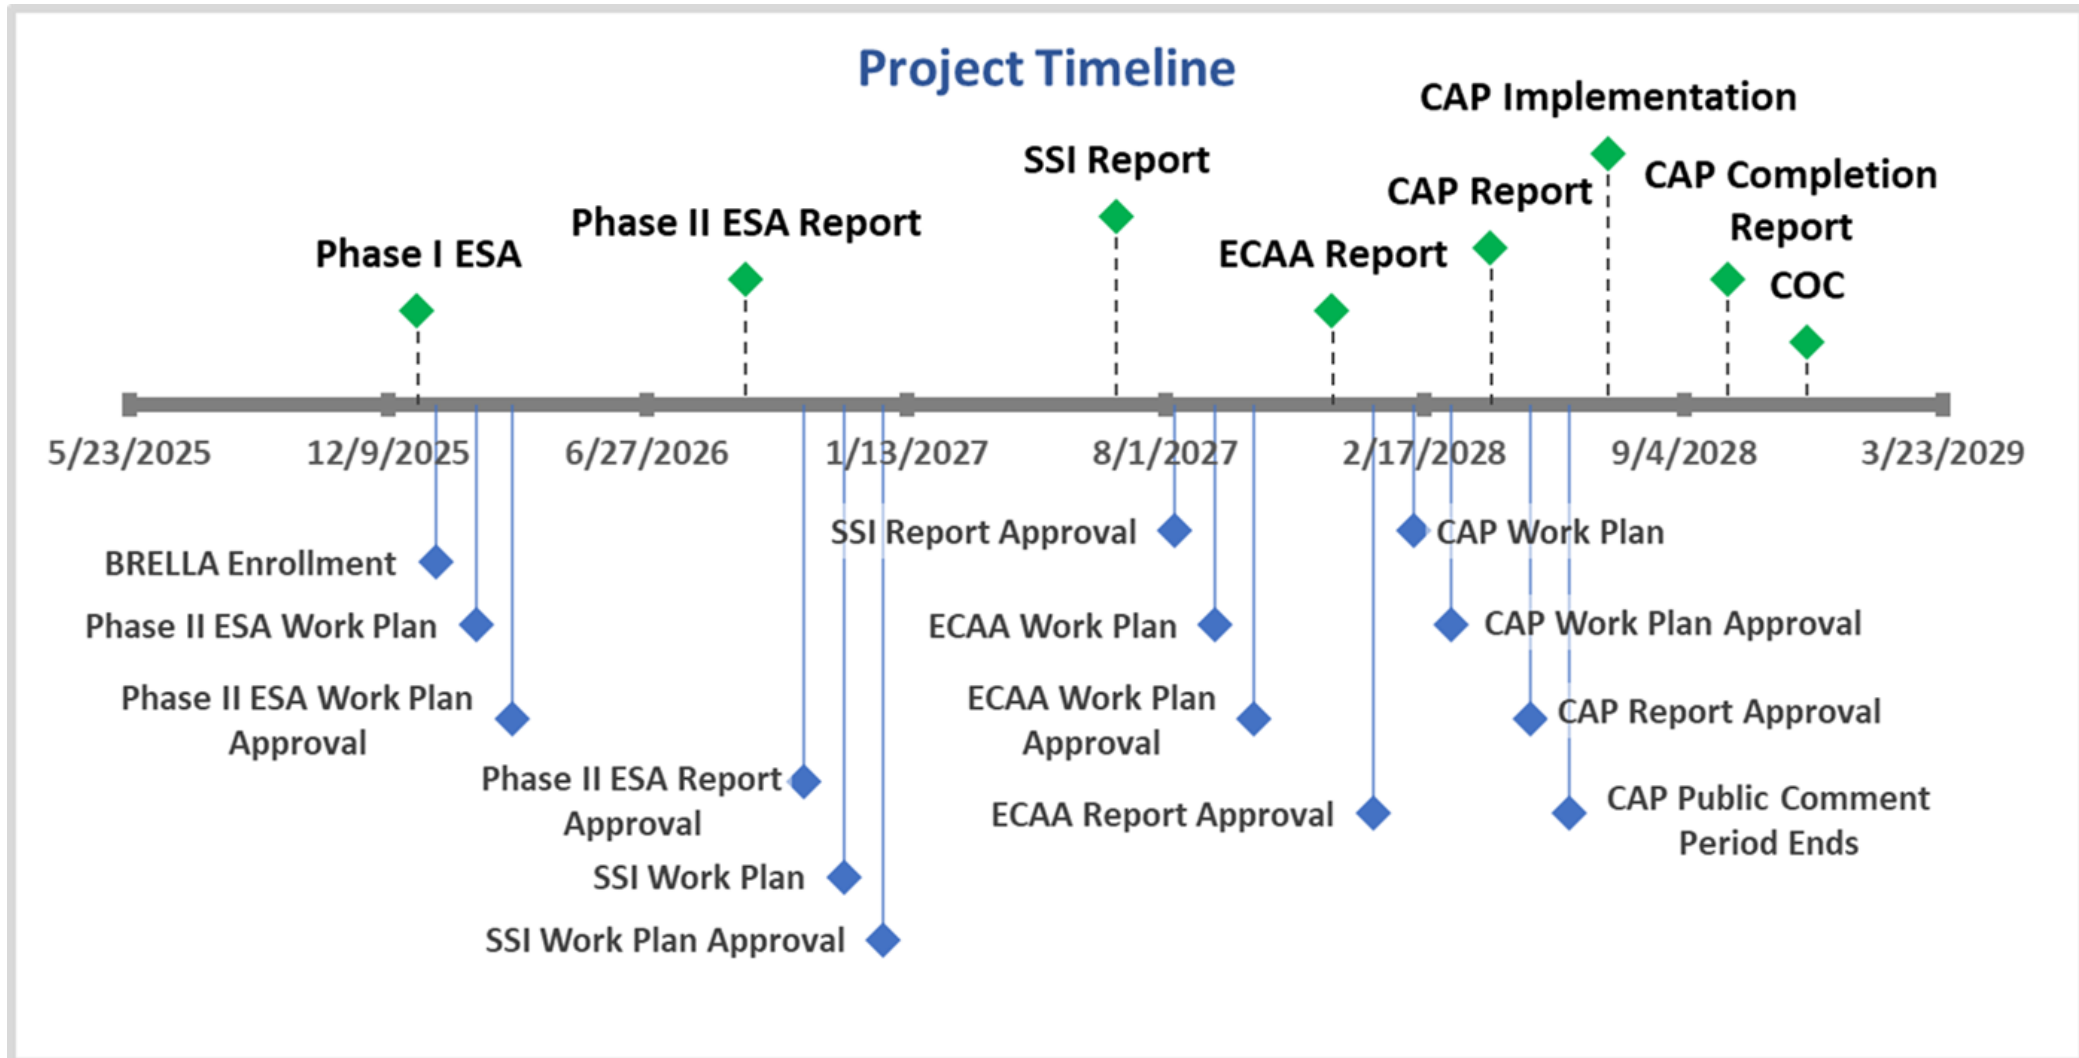 Project Timeline
CAP Implementation
SSI Report
CAP Report
CAP Completion
Report
Phase II ESA Report
Phase I ESA
ECAA Report
COC
5/23/2025
12/9/2025
6/27/2026
1/13/2027
8/1/2027
2/17/2028
9/4/2028
3/23/2029
BRELLA Enrollment
Phase II ESA Work Plan
Phase II ESA Work Plan
Approval
Phase II ESA Report
Approval
SSI Work Plan
SSI Work Plan Approval
SSI Report Approval
ECAA Work Plan
ECAA Work Plan
Approval
ECAA Report Approval
CAP Work Plan
CAP Work Plan Approval
CAP Report Approval
CAP Public Comment
Period Ends